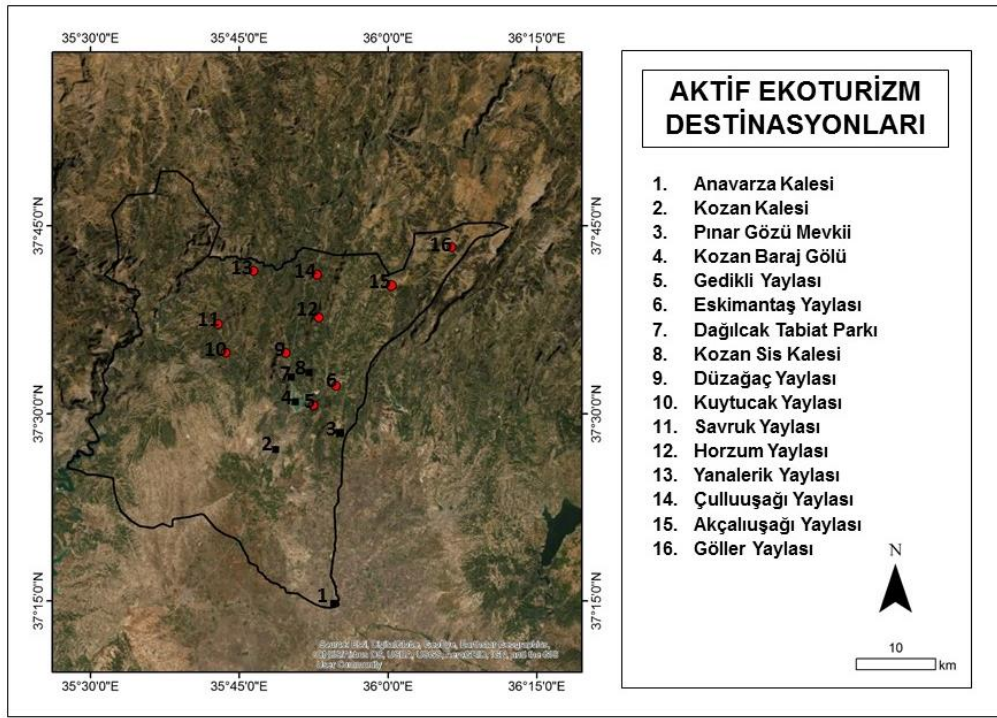 35°30'0"E 35°45'0"E 36°0'0"E 36°15'0"E
37°45'0"N 37°45'0"N
37°30'0"N 37°30'0"N
37°15'0"N 37°15'0"N
16
13
14
15
12
11
10
9
8
7
6
4
5
3
2
1
User Community
35°30'0"E 35°45'0"E 36°0'0"E 36°15'0"E
AKTİF EKOTURİZM
DESTİNASYONLARI
1. Anavarza Kalesi
2. Kozan Kalesi
3. Pınar Gözü Mevkii
4. Kozan Baraj Gölü
5. Gedikli Yaylası
6. Eskimantaş Yaylası
7. Dağılcak Tabiat Parkı
8. Kozan Sis Kalesi
9. Düzağaç Yaylası
10. Kuytucak Yaylası
11. Savruk Yaylası
12. Horzum Yaylası
13. Yanalerik Yaylası
14. Çulluuşağı Yaylası
15. Akçalıuşağı Yaylası
16. Göller Yaylası
N
10
km